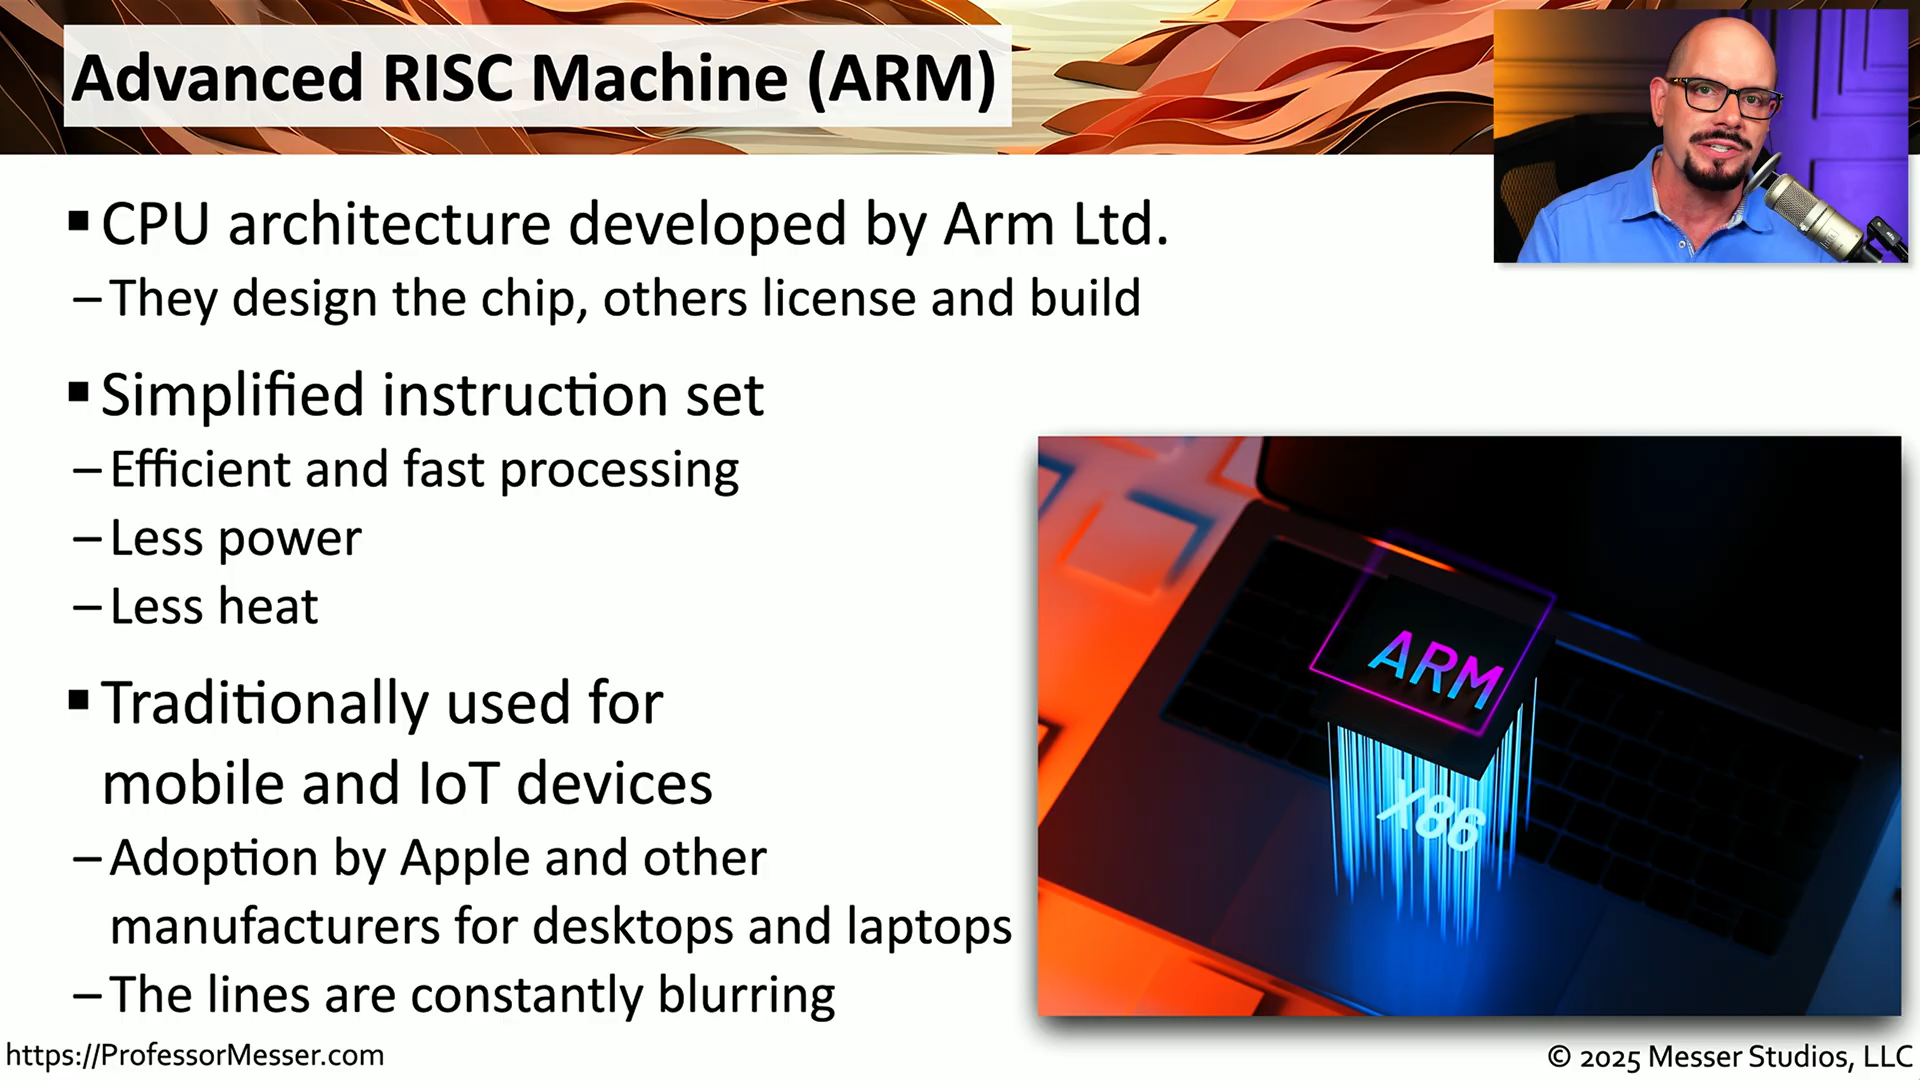 Advanced RISC Machine (ARM)
▪CPU architecture developed by Arm Ltd.
–They design the chip, others license and build
▪Simplified instruction set
–Efficient and fast processing
–Less power
–Less heat
▪Traditionally used for
mobile and IoT devices
–Adoption by Apple and other
manufacturers for desktops and laptops
–The lines are constantly blurring
ARM
X86
https://ProfessorMesser.com
© 2025 Messer Studios, LLC